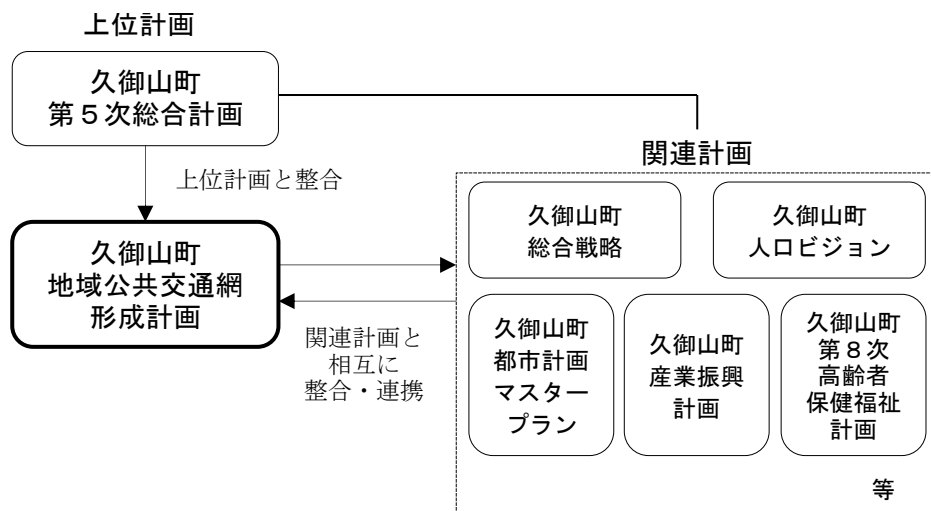 上位計画
久御山町
第５次総合計画
上位計画と整合
久御山町
地域公共交通網
形成計画
関連計画と
相互に
整合・連携
関連計画
久御山町
総合戦略
久御山町
人口ビジョン
久御山町
都市計画
マスター
プラン
久御山町
産業振興
計画
久御山町
第８次
高齢者
保健福祉
計画
等